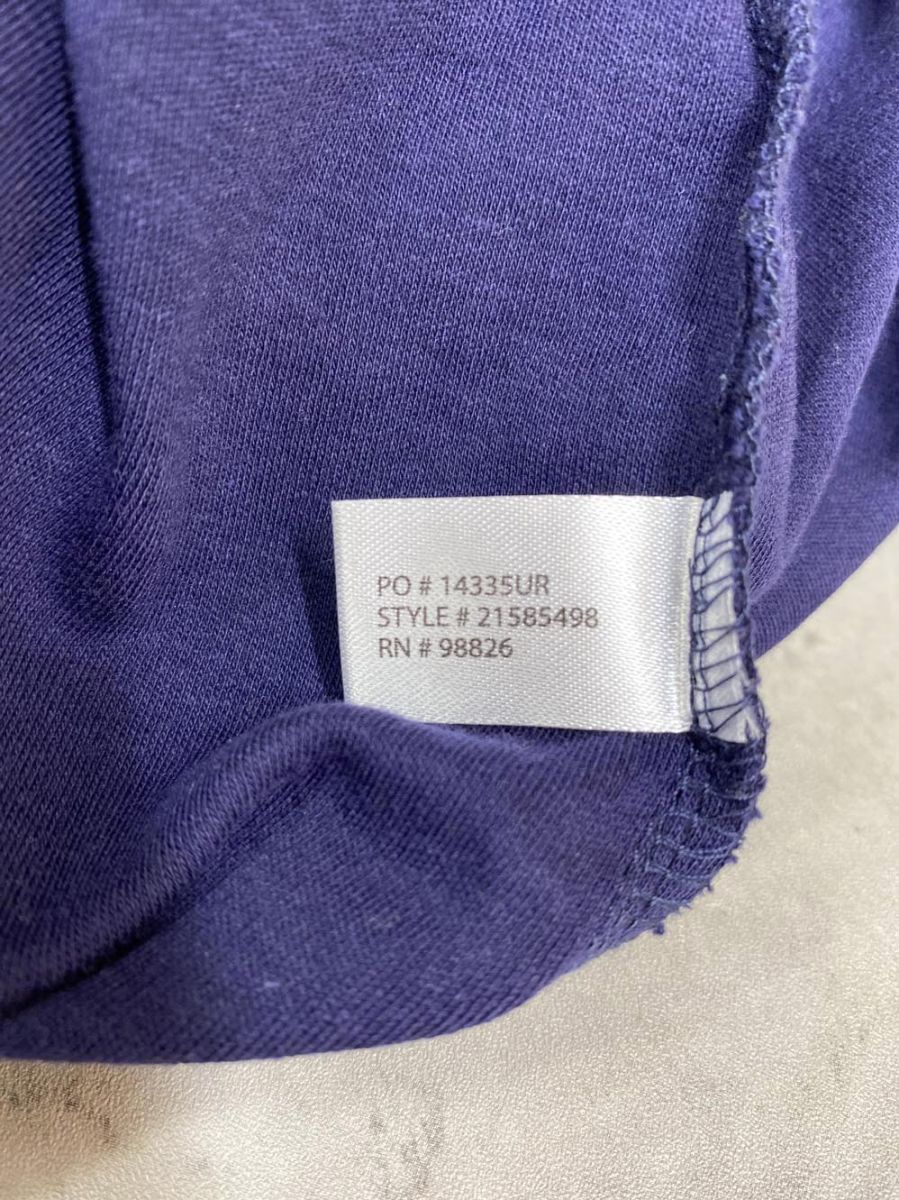 PO # 14335UR
STYLE # 21585498
RN # 98826